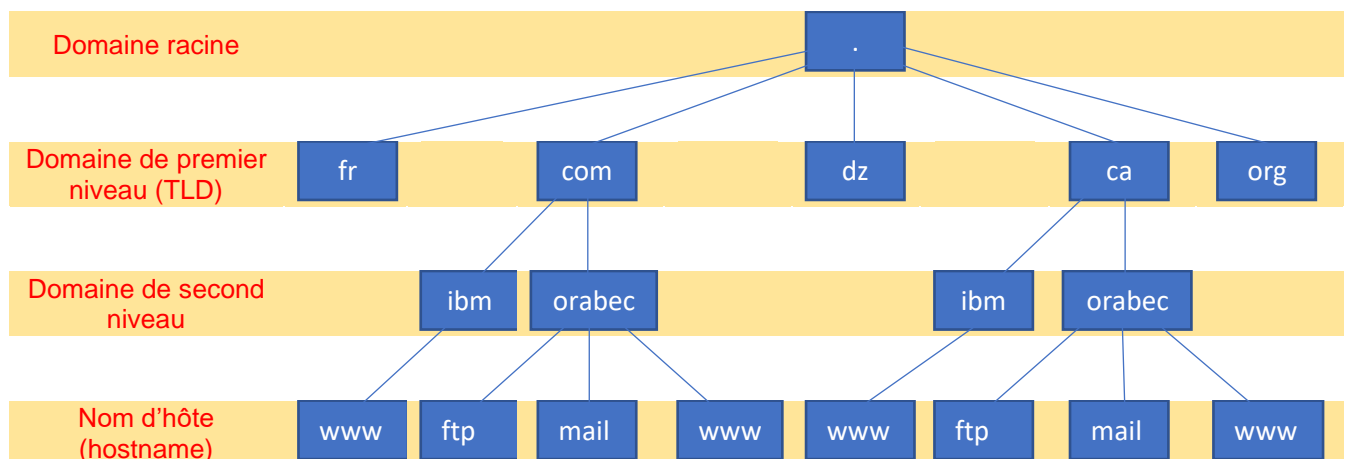 Domaine racine
.
Domaine de premier
niveau (TLD)
fr
com
dz
ca
org
Domaine de second
niveau
ibm
orabec
ibm
orabec
Nom d’hôte
(hostname)
www
ftp
mail
www
www
ftp
mail
www